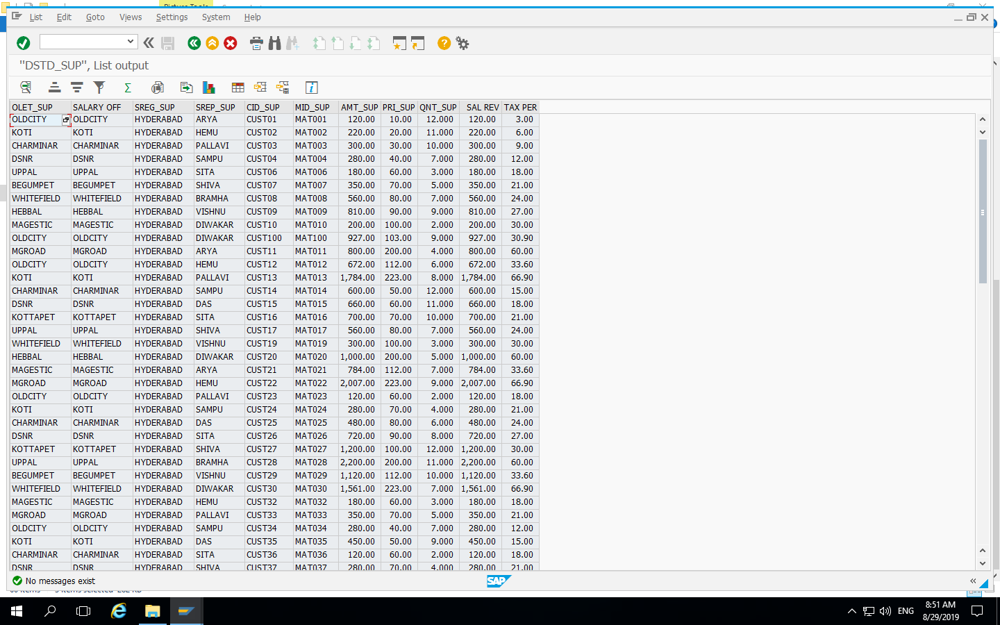 Picture Tools
List Edit Goto Views Settings System Help
"DSTD_SUP", List output
OLET_SUP SALARY OFF SREG_SUP SREP_SUP CID_SUP MID_SUP AMT_SUP PRI_SUP QNT_SUP SAL REV TAX PER
OLDCITY OLDCITY HYDERABAD ARYA CUST01 MAT001 120.00 10.00 12.000 120.00 3.00
KOTI KOTI HYDERABAD HEMU CUST02 MAT002 220.00 20.00 11.000 220.00 6.00
CHARMINAR CHARMINAR HYDERABAD PALLAVI CUST03 MAT003 300.00 30.00 10.000 300.00 9.00
DSNR DSNR HYDERABAD SAMPU CUST04 MAT004 280.00 40.00 7.000 280.00 12.00
UPPAL UPPAL HYDERABAD SITA CUST06 MAT006 180.00 60.00 3.000 180.00 18.00
BEGUMPET BEGUMPET HYDERABAD SHIVA CUST07 MAT007 350.00 70.00 5.000 350.00 21.00
WHITEFIELD WHITEFIELD HYDERABAD BRAMHA CUST08 MAT008 560.00 80.00 7.000 560.00 24.00
HEBBAL HEBBAL HYDERABAD VISHNU CUST09 MAT009 810.00 90.00 9.000 810.00 27.00
MAGESTIC MAGESTIC HYDERABAD DIWAKAR CUST10 MAT010 200.00 100.00 2.000 200.00 30.00
OLDCITY OLDCITY HYDERABAD DIWAKAR CUST100 MAT100 927.00 103.00 9.000 927.00 30.90
MGROAD MGROAD HYDERABAD ARYA CUST11 MAT011 800.00 200.00 4.000 800.00 60.00
OLDCITY OLDCITY HYDERABAD HEMU CUST12 MAT012 672.00 112.00 6.000 672.00 33.60
KOTI KOTI HYDERABAD PALLAVI CUST13 MAT013 1,784.00 223.00 8.000 1,784.00 66.90
CHARMINAR CHARMINAR HYDERABAD SAMPU CUST14 MAT014 600.00 50.00 12.000 600.00 15.00
DSNR DSNR HYDERABAD DAS CUST15 MAT015 660.00 60.00 11.000 660.00 18.00
KOTTAPET KOTTAPET HYDERABAD SITA CUST16 MAT016 700.00 70.00 10.000 700.00 21.00
UPPAL UPPAL HYDERABAD SHIVA CUST17 MAT017 560.00 80.00 7.000 560.00 24.00
WHITEFIELD WHITEFIELD HYDERABAD VISHNU CUST19 MAT019 300.00 100.00 3.000 300.00 30.00
HEBBAL HEBBAL HYDERABAD DIWAKAR CUST20 MAT020 1,000.00 200.00 5.000 1,000.00 60.00
MAGESTIC MAGESTIC HYDERABAD ARYA CUST21 MAT021 784.00 112.00 7.000 784.00 33.60
MGROAD MGROAD HYDERABAD HEMU CUST22 MAT022 2,007.00 223.00 9.000 2,007.00 66.90
OLDCITY OLDCITY HYDERABAD PALLAVI CUST23 MAT023 120.00 60.00 2.000 120.00 18.00
KOTI KOTI HYDERABAD SAMPU CUST24 MAT024 280.00 70.00 4.000 280.00 21.00
CHARMINAR CHARMINAR HYDERABAD DAS CUST25 MAT025 480.00 80.00 6.000 480.00 24.00
DSNR DSNR HYDERABAD SITA CUST26 MAT026 720.00 90.00 8.000 720.00 27.00
KOTTAPET KOTTAPET HYDERABAD SHIVA CUST27 MAT027 1,200.00 100.00 12.000 1,200.00 30.00
UPPAL UPPAL HYDERABAD BRAMHA CUST28 MAT028 2,200.00 200.00 11.000 2,200.00 60.00
BEGUMPET BEGUMPET HYDERABAD VISHNU CUST29 MAT029 1,120.00 112.00 10.000 1,120.00 33.60
WHITEFIELD WHITEFIELD HYDERABAD DIWAKAR CUST30 MAT030 1,561.00 223.00 7.000 1,561.00 66.90
MAGESTIC MAGESTIC HYDERABAD HEMU CUST32 MAT032 180.00 60.00 3.000 180.00 18.00
MGROAD MGROAD HYDERABAD PALLAVI CUST33 MAT033 350.00 70.00 5.000 350.00 21.00
OLDCITY OLDCITY HYDERABAD SAMPU CUST34 MAT034 280.00 40.00 7.000 280.00 12.00
KOTI KOTI HYDERABAD DAS CUST35 MAT035 450.00 50.00 9.000 450.00 15.00
CHARMINAR CHARMINAR HYDERABAD SITA CUST36 MAT036 120.00 60.00 2.000 120.00 18.00
DSNR DSNR HYDERABAD SHIVA CUST37 MAT037 280.00 70.00 4.000 280.00 21.00
No messages exist SAP
ENG 8:51 AM
8/29/2019